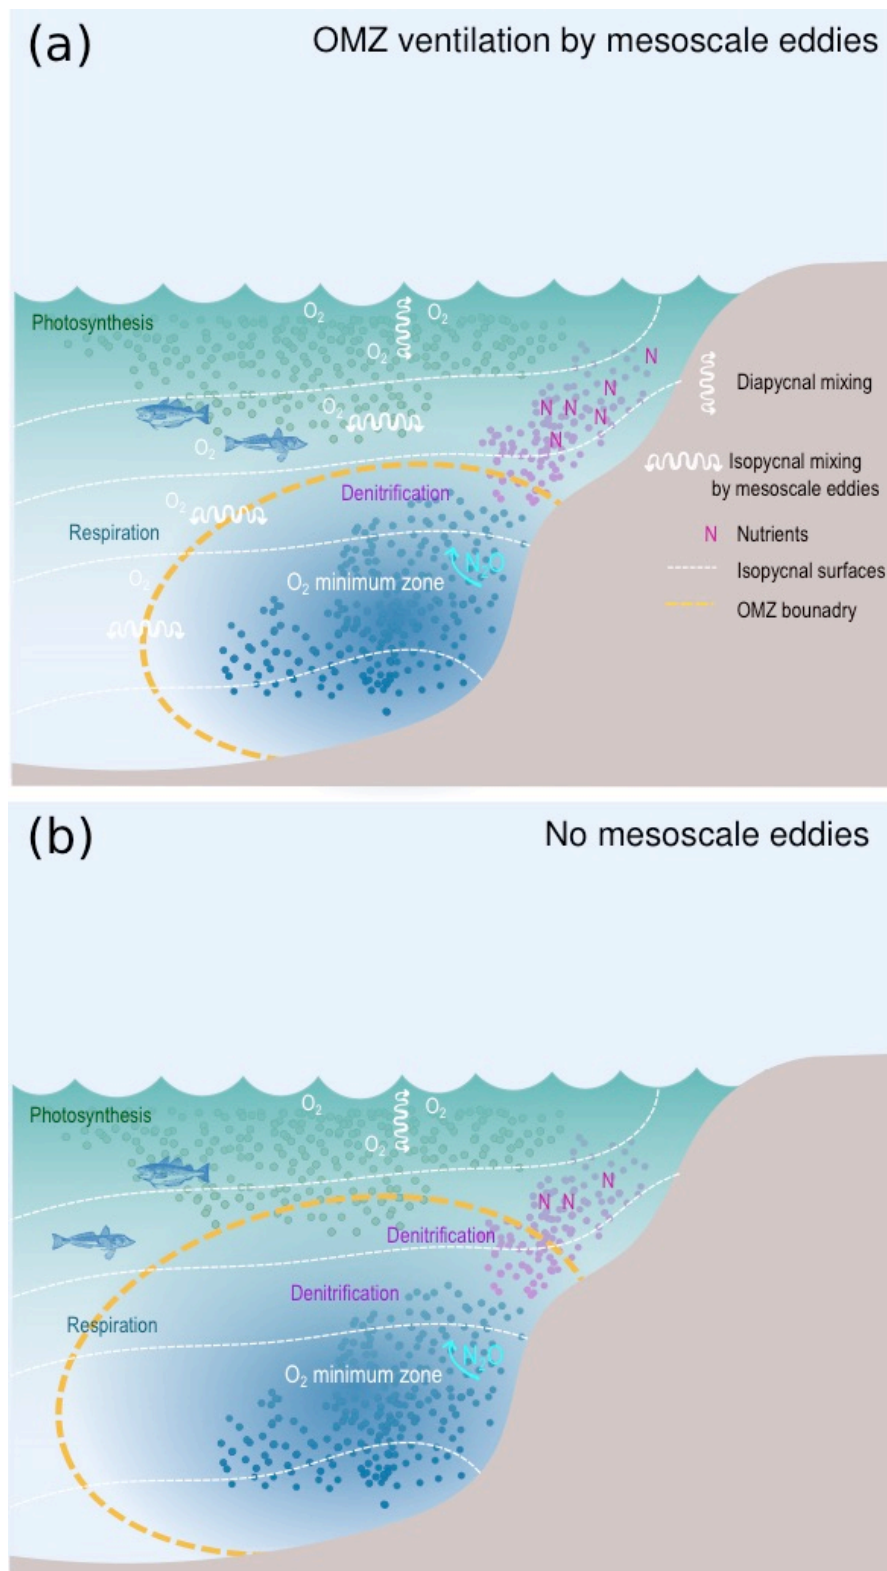 (a)
OMZ ventilation by mesoscale eddies
O₂
O₂
Photosynthesis
O₂
N
Diapycnal mixing
N
O₂
N N
N
O₂
N
Isopycnal mixing
by mesoscale eddies
Denitrification
O₂
Respiration
N
Nutrients
N₂O
Isopycnal surfaces
O₂
O₂ minimum zone
OMZ bounadry
(b)
No mesoscale eddies
O₂
O₂
Photosynthesis
O₂
N
N N
Denitrification
Denitrification
Respiration
N₂O
O₂ minimum zone